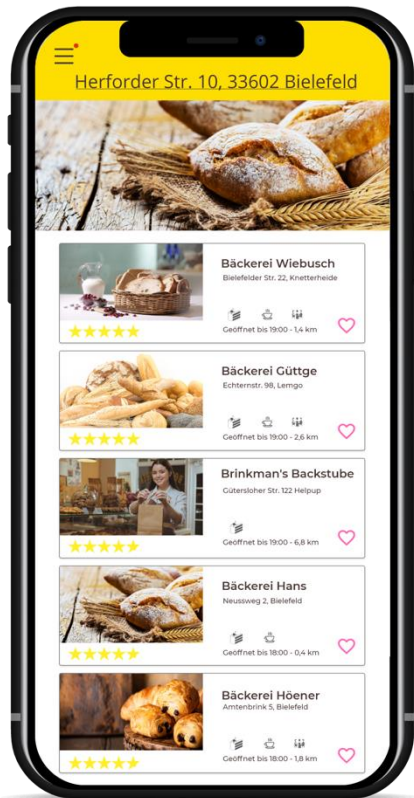 Herforder Str. 10, 33602 Bielefeld
Bäckerei Wiebusch
Bielefelder Str. 22, Knetterheide
Geöffnet bis 19:00 - 1,4 km
Bäckerei Güttge
Echternstr. 98, Lemgo
Geöffnet bis 19:00 - 2,6 km
Brinkman's Backstube
Gütersloher Str. 122 Helpup
Geöffnet bis 19:00 - 6,8 km
Bäckerei Hans
Neussweg 2, Bielefeld
Geöffnet bis 18:00 - 0,4 km
Bäckerei Höener
Amtenbrink 5, Bielefeld
Geöffnet bis 18:00 - 1,8 km